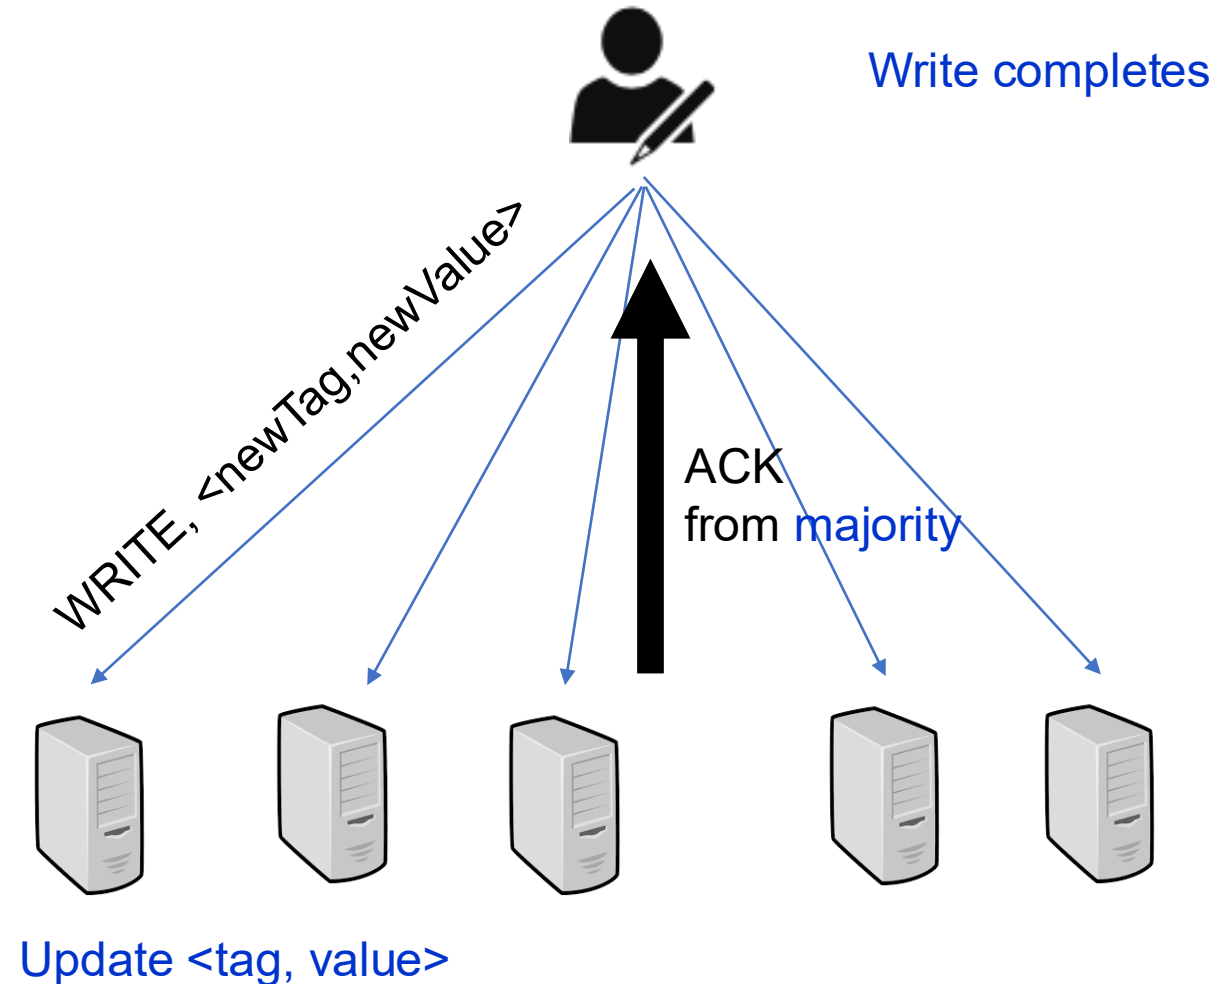 Write completes
WRITE, <newTag,newValue>
ACK
from majority
Update <tag, value>